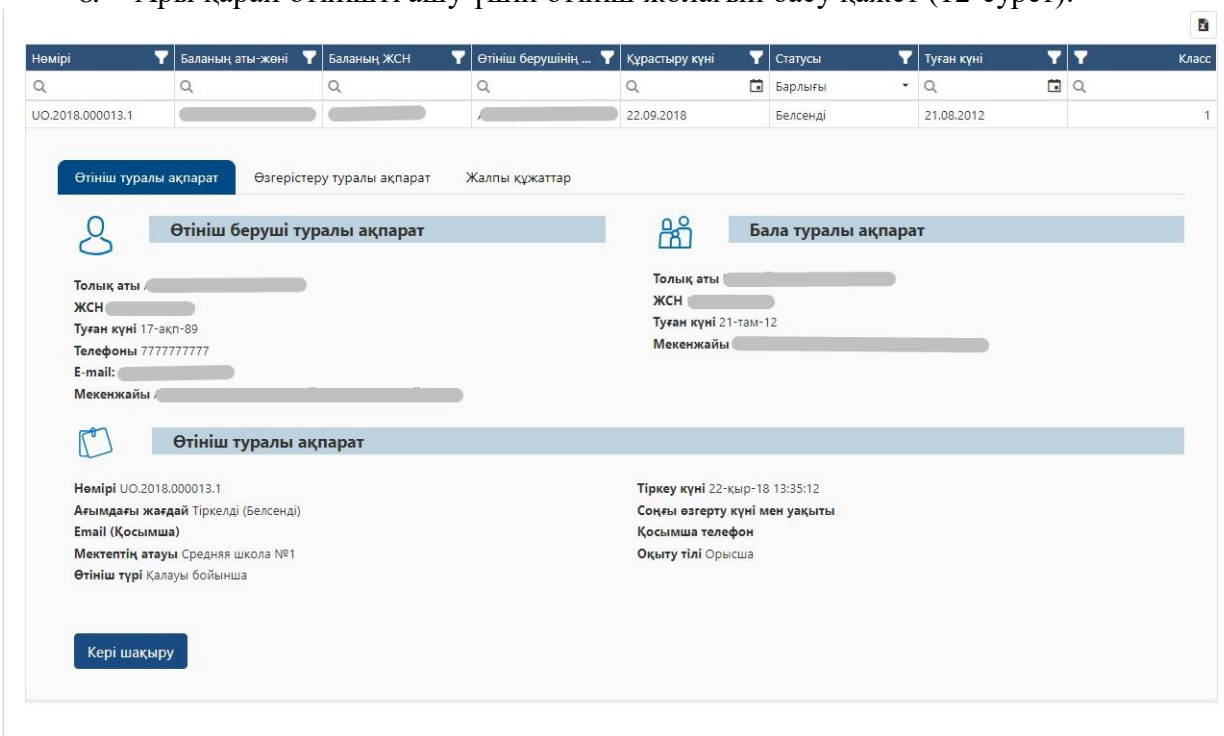 Нөмірі Баланың аты-жөні Баланың ЖСН Өтініш берушінің ... Құрастыру күні Статусы Туған күні Класс
Барлығы
UO.2018.000013.1 22.09.2018 Белсенді 21.08.2012 1
Өтініш туралы ақпарат Өзгерістеру туралы ақпарат Жалпы құжаттар
Өтініш беруші туралы ақпарат Бала туралы ақпарат
Толық аты Толық аты
ЖСН ЖСН
Туған күні 17-ақп-89 Туған күні 21-там-12
Телефоны 7777777777 Мекенжайы
E-mail:
Мекенжайы
Өтініш туралы ақпарат
Нөмірі UO.2018.000013.1 Тіркеу күні 22-қыр-18 13:35:12
Ағымдағы жағдай Тіркелді (Белсенді) Соңғы өзгерту күні мен уақыты
Email (Қосымша) Қосымша телефон
Мектептің атауы Средняя школа №1 Оқыту тілі Орысша
Өтініш түрі Қалауы бойынша
Кері шақыру